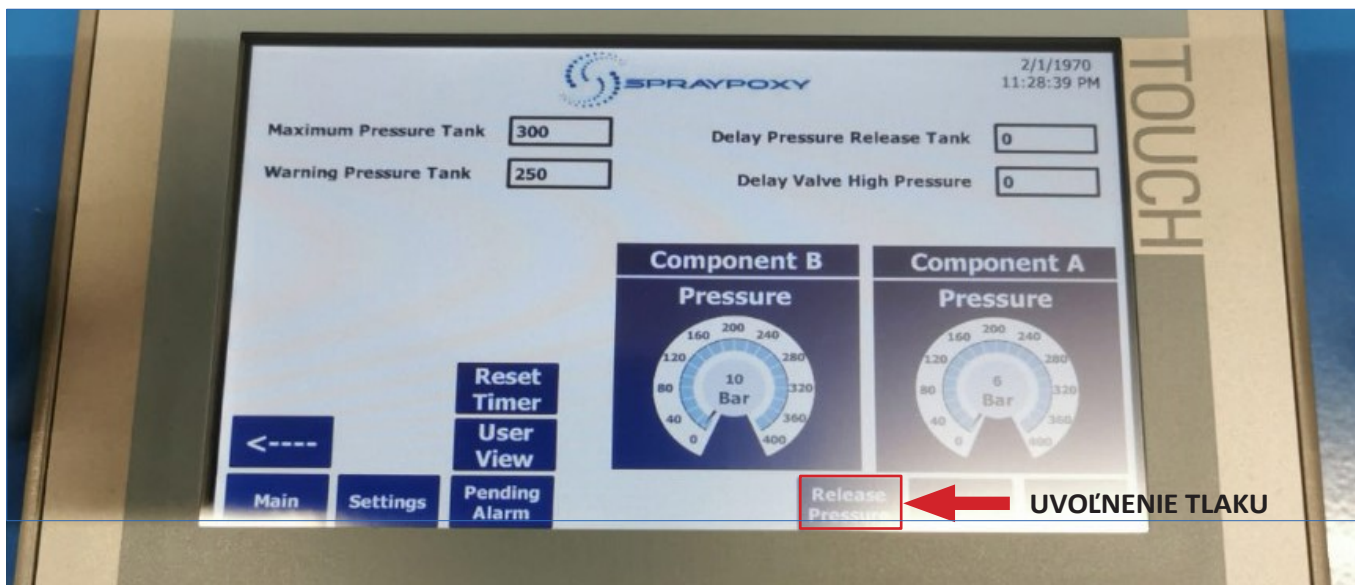 SPRAYPOXY
2/1/1970
11:28:39 PM
TOUCH
Maximum Pressure Tank 300
Delay Pressure Release Tank 0
Warning Pressure Tank 250
Delay Valve High Pressure 0
Component B
Pressure
0 40 80 120 160 200 240 280 320 360 400
10
Bar
Component A
Pressure
0 40 80 120 160 200 240 280 320 360 400
6
Bar
Reset
Timer
<----
User
View
Main
Settings
Pending
Alarm
Release
Pressure
UVOĽNENIE TLAKU